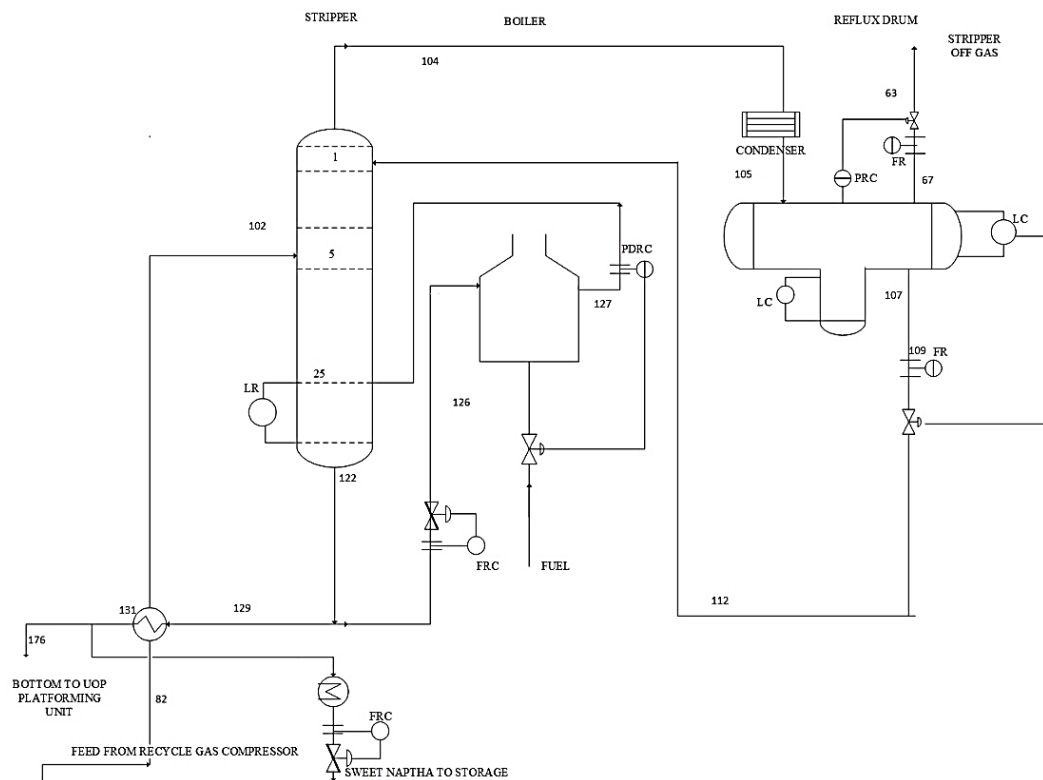 STRIPPER
BOILER
REFLUX DRUM
STRIPPER
OFF GAS
104
63
1
CONDENSER
FR
105
PRC
67
102
5
PDRC
LC
127
LC
107
25
LR
126
109
FR
122
FRC
FUEL
131
129
112
176
BOTTOM TO UOP
PLATFORMING
UNIT
82
FRC
FEED FROM RECYCLE GAS COMPRESSOR
SWEET NAPTHA TO STORAGE